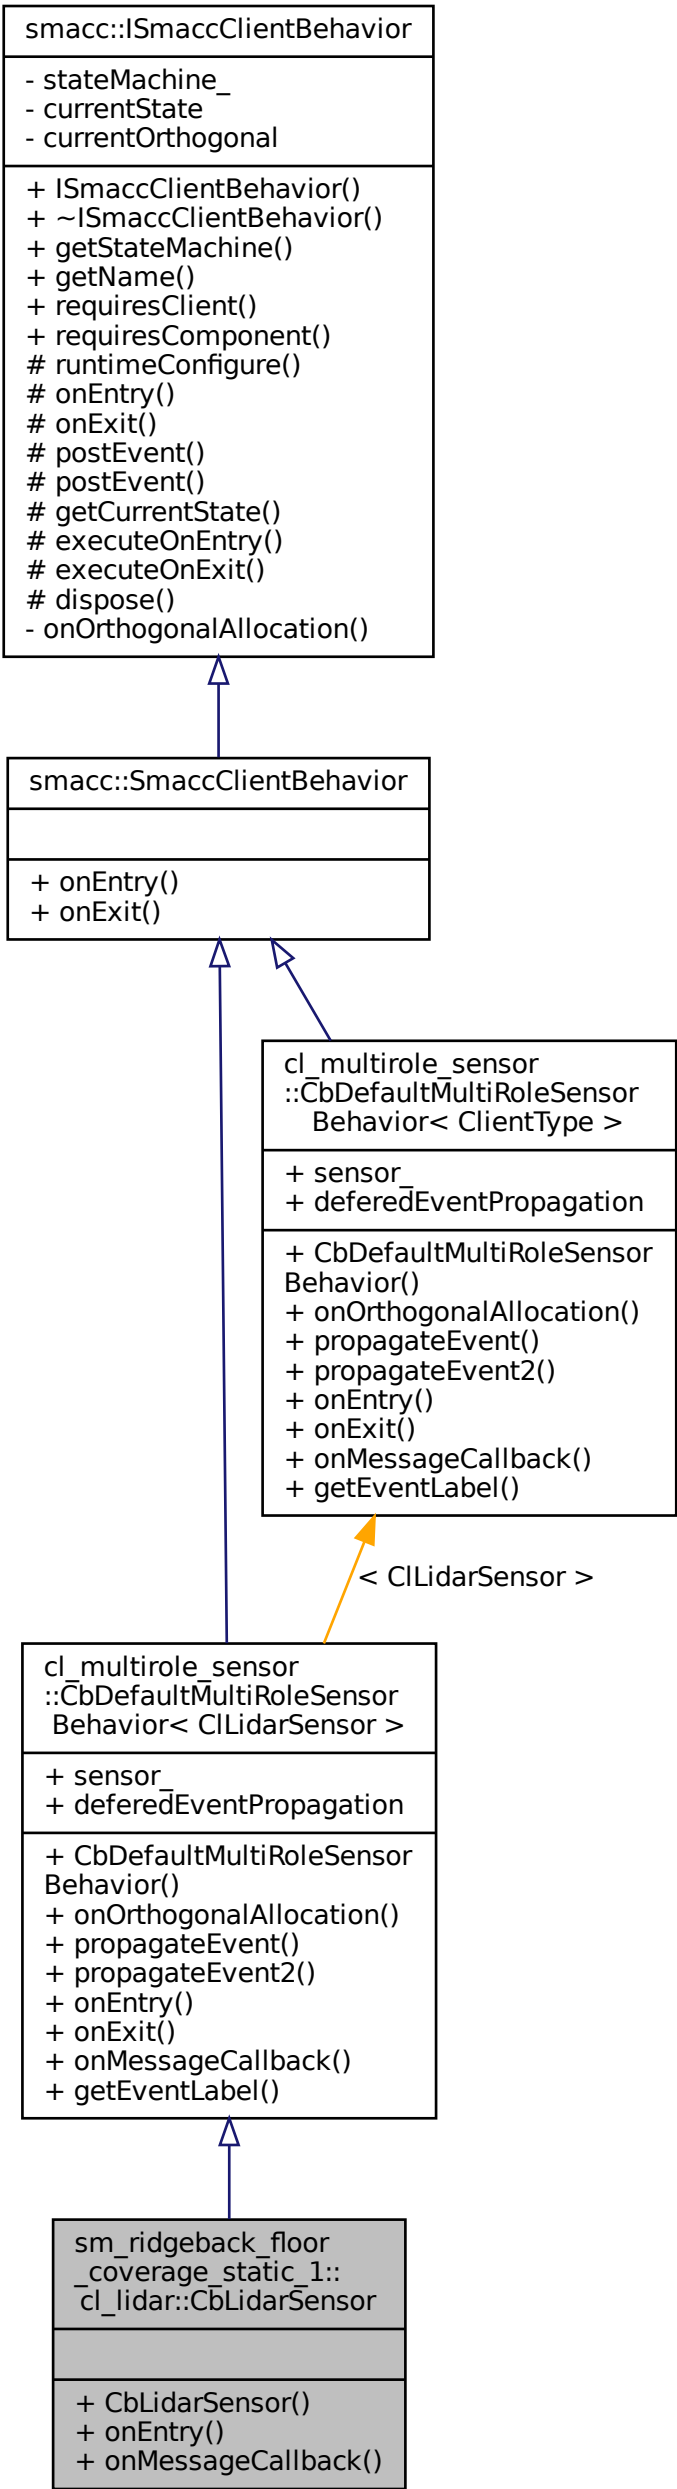 smacc::ISmaccClientBehavior
- stateMachine_
- currentState
- currentOrthogonal
+ ISmaccClientBehavior()
+ ~ISmaccClientBehavior()
+ getStateMachine()
+ getName()
+ requiresClient()
+ requiresComponent()
# runtimeConfigure()
# onEntry()
# onExit()
# postEvent()
# postEvent()
# getCurrentState()
# executeOnEntry()
# executeOnExit()
# dispose()
- onOrthogonalAllocation()
smacc::SmaccClientBehavior
+ onEntry()
+ onExit()
cl_multirole_sensor
::CbDefaultMultiRoleSensor
Behavior< ClientType >
+ sensor_
+ deferedEventPropagation
+ CbDefaultMultiRoleSensor
Behavior()
+ onOrthogonalAllocation()
+ propagateEvent()
+ propagateEvent2()
+ onEntry()
+ onExit()
+ onMessageCallback()
+ getEventLabel()
< ClLidarSensor >
cl_multirole_sensor
::CbDefaultMultiRoleSensor
Behavior< ClLidarSensor >
+ sensor_
+ deferedEventPropagation
+ CbDefaultMultiRoleSensor
Behavior()
+ onOrthogonalAllocation()
+ propagateEvent()
+ propagateEvent2()
+ onEntry()
+ onExit()
+ onMessageCallback()
+ getEventLabel()
sm_ridgeback_floor
_coverage_static_1::
cl_lidar::CbLidarSensor
+ CbLidarSensor()
+ onEntry()
+ onMessageCallback()